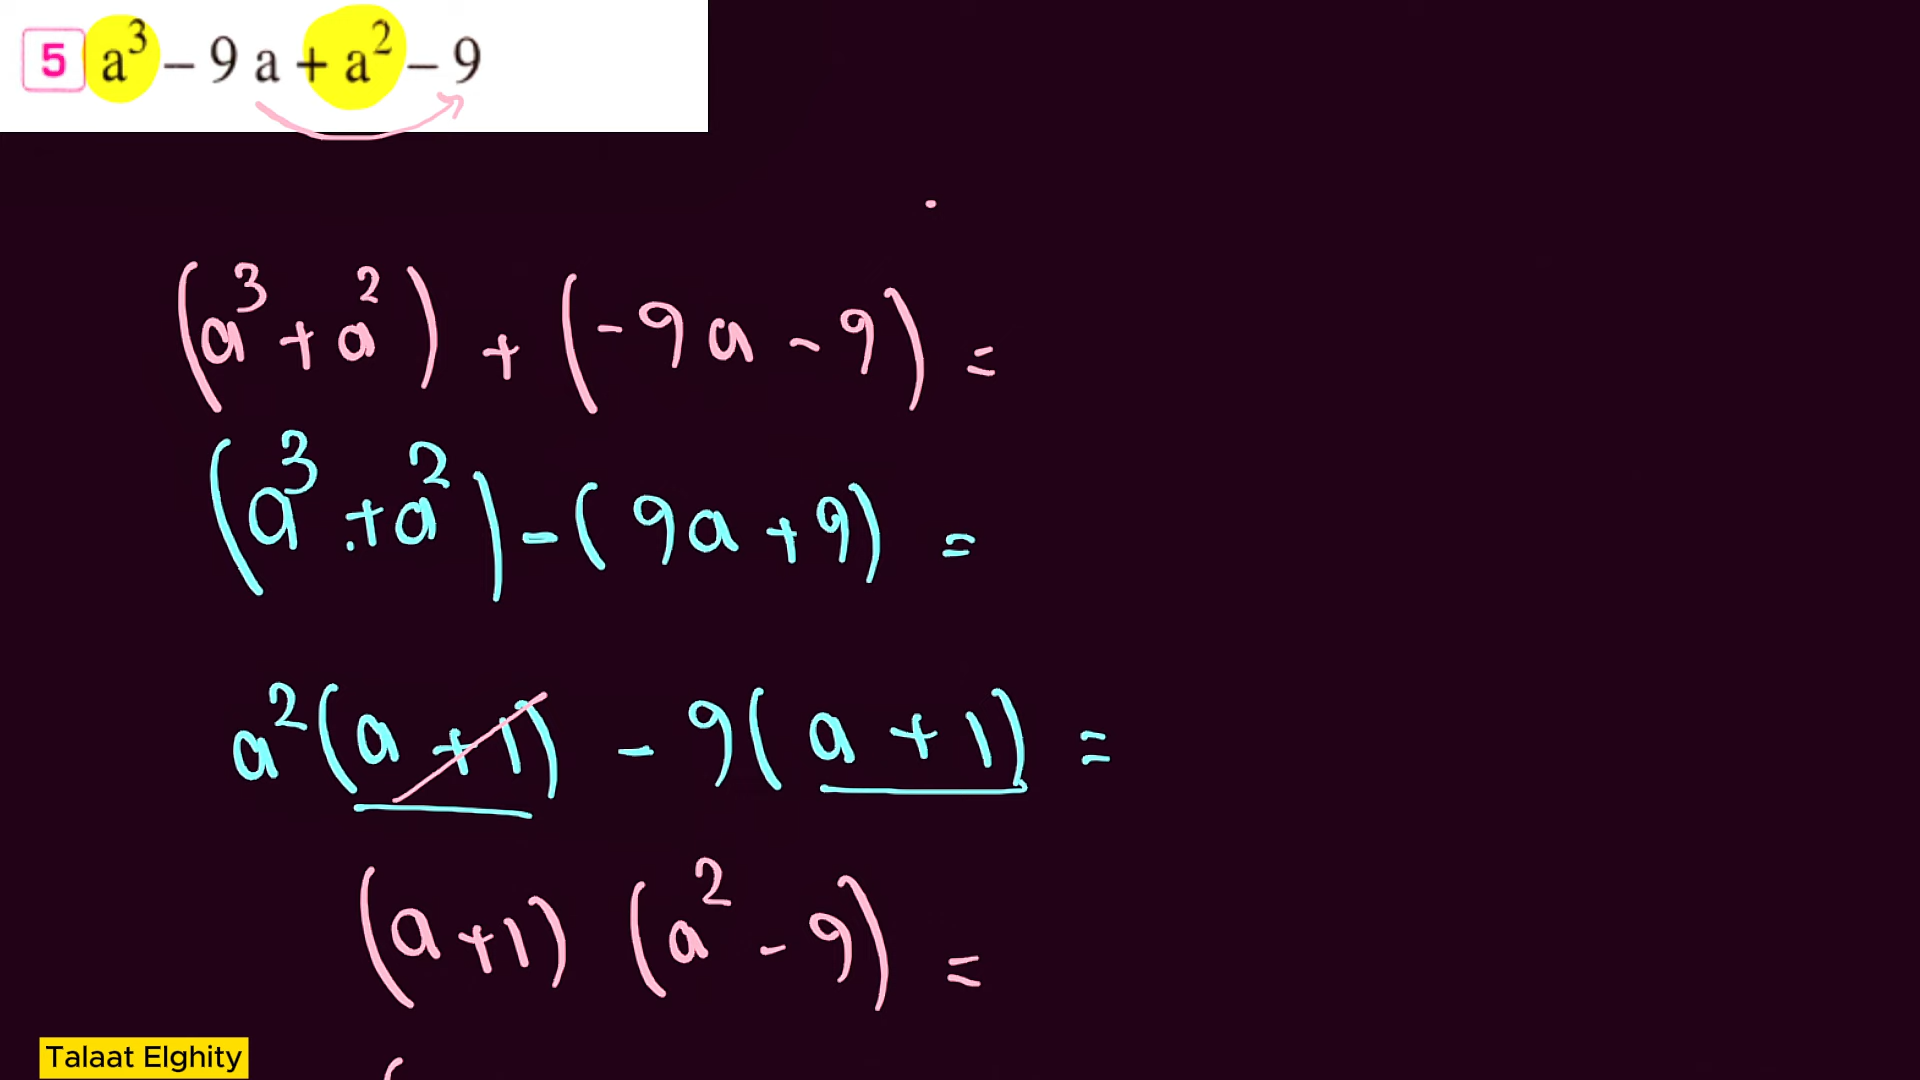 5 a³ – 9 a + a² – 9
(a³ + a²) + (-9a - 9) =
(a³ + a²) - (9a + 9) =
a²(a + 1) - 9(a + 1) =
(a+1) (a² - 9) =
(
Talaat Elghity